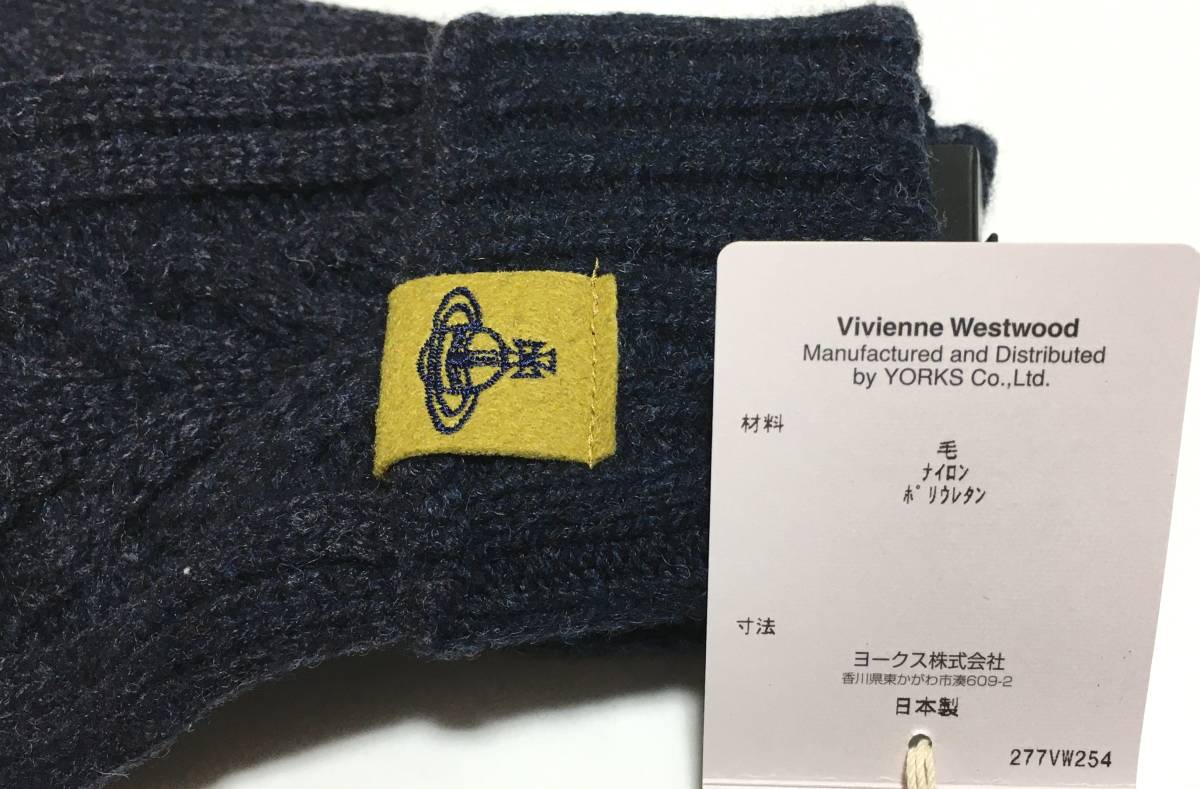 Vivienne Westwood
Manufactured and Distributed
by YORKS Co.,Ltd.
材料
毛
ナイロン
ポリウレタン
寸法
ヨークス株式会社
香川県東かがわ市湊609-2
日本製
277VW254